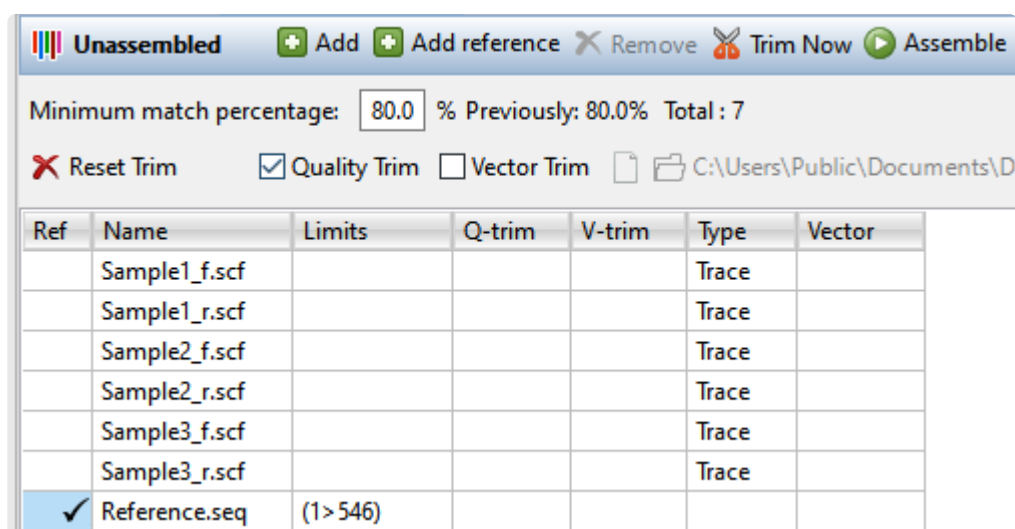 Unassembled Add Add reference Remove Trim Now Assemble
Minimum match percentage: 80.0 % Previously: 80.0% Total : 7
Reset Trim Quality Trim Vector Trim C:\Users\Public\Documents\D
Ref Name Limits Q-trim V-trim Type Vector
Sample1_f.scf Trace
Sample1_r.scf Trace
Sample2_f.scf Trace
Sample2_r.scf Trace
Sample3_f.scf Trace
Sample3_r.scf Trace
Reference.seq (1>546)